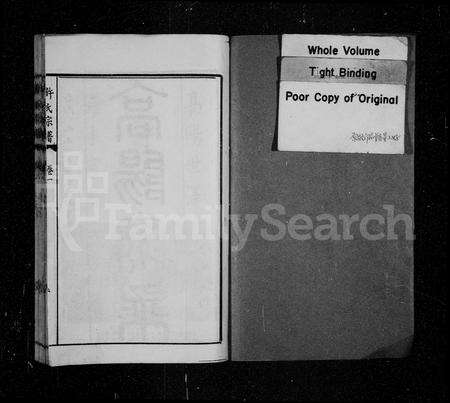 Whole Volume
Tight Binding
Poor Copy of Original
許氏宗譜
卷一
FamilySearch